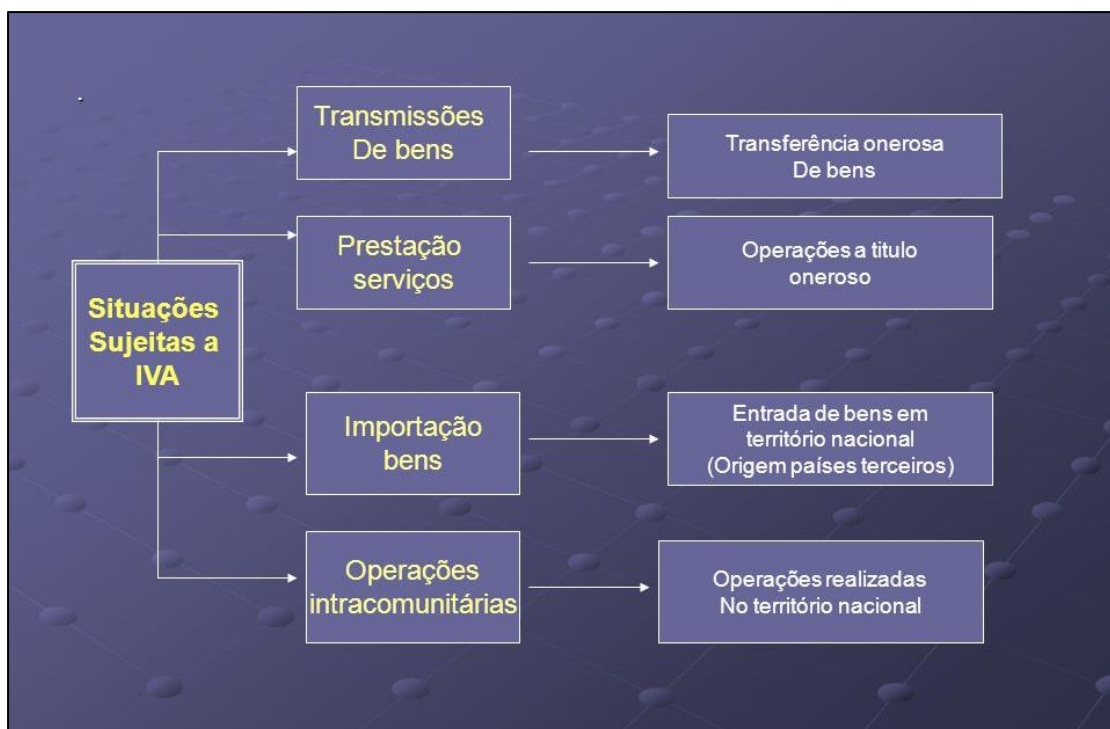 Situações
Sujeitas a
IVA
Transmissões
De bens
Transferência onerosa
De bens
Prestação
serviços
Operações a titulo
oneroso
Importação
bens
Entrada de bens em
território nacional
(Origem países terceiros)
Operações
intracomunitárias
Operações realizadas
No território nacional